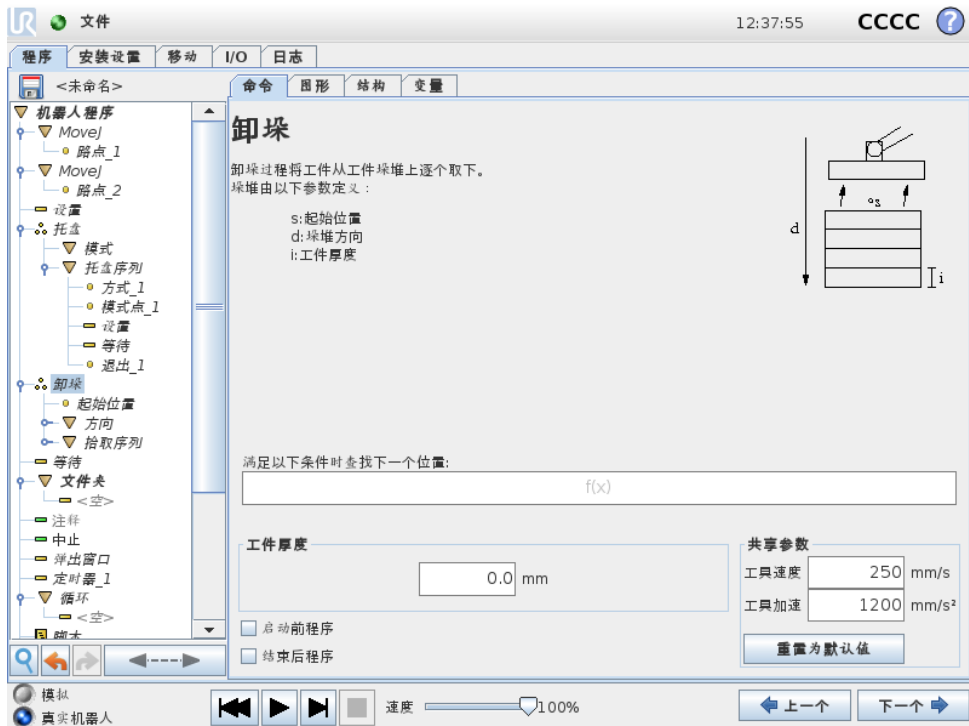 UR 文件 12:37:55 CCCC ?
程序 安装设置 移动 I/O 日志
<未命名>
命令 图形 结构 变量
机器人程序
MoveJ
路点_1
MoveJ
路点_2
设置
托盘
模式
托盘序列
方式_1
模式点_1
设置
等待
退出_1
卸垛
起始位置
方向
拾取序列
等待
文件夹
<空>
注释
中止
弹出窗口
定时器_1
循环
<空>
脚本
卸垛
卸垛过程将工件从工件垛堆上逐个取下。
垛堆由以下参数定义：
s:起始位置
d:垛堆方向
i:工件厚度
s
d
i
满足以下条件时查找下一个位置:
f(x)
工件厚度
0.0 mm
启动前程序
结束后程序
共享参数
工具速度 250 mm/s
工具加速 1200 mm/s²
重置为默认值
模拟
真实机器人
速度 100%
上一个 下一个